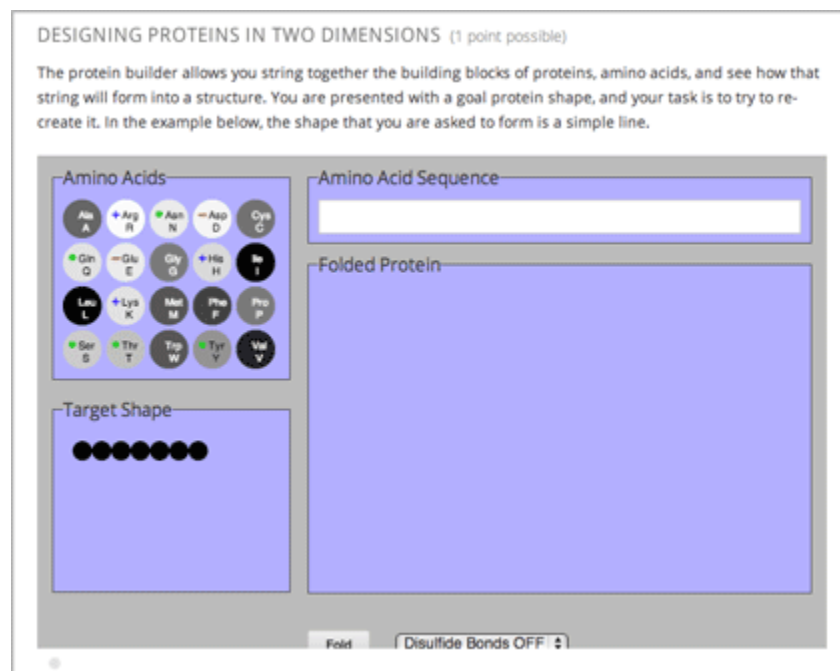 DESIGNING PROTEINS IN TWO DIMENSIONS (1 point possible)
The protein builder allows you string together the building blocks of proteins, amino acids, and see how that
string will form into a structure. You are presented with a goal protein shape, and your task is to try to re-
create it. In the example below, the shape that you are asked to form is a simple line.
Amino Acids
Ala +Arg Asn −Asp Cys
A R N D C
Gln −Glu Gly +His Ile
Q E G H I
Leu +Lys Met Phe Pro
L K M F P
Ser Thr Trp Tyr Val
S T W Y V
Target Shape
Amino Acid Sequence
Folded Protein
Fold Disulfide Bonds OFF